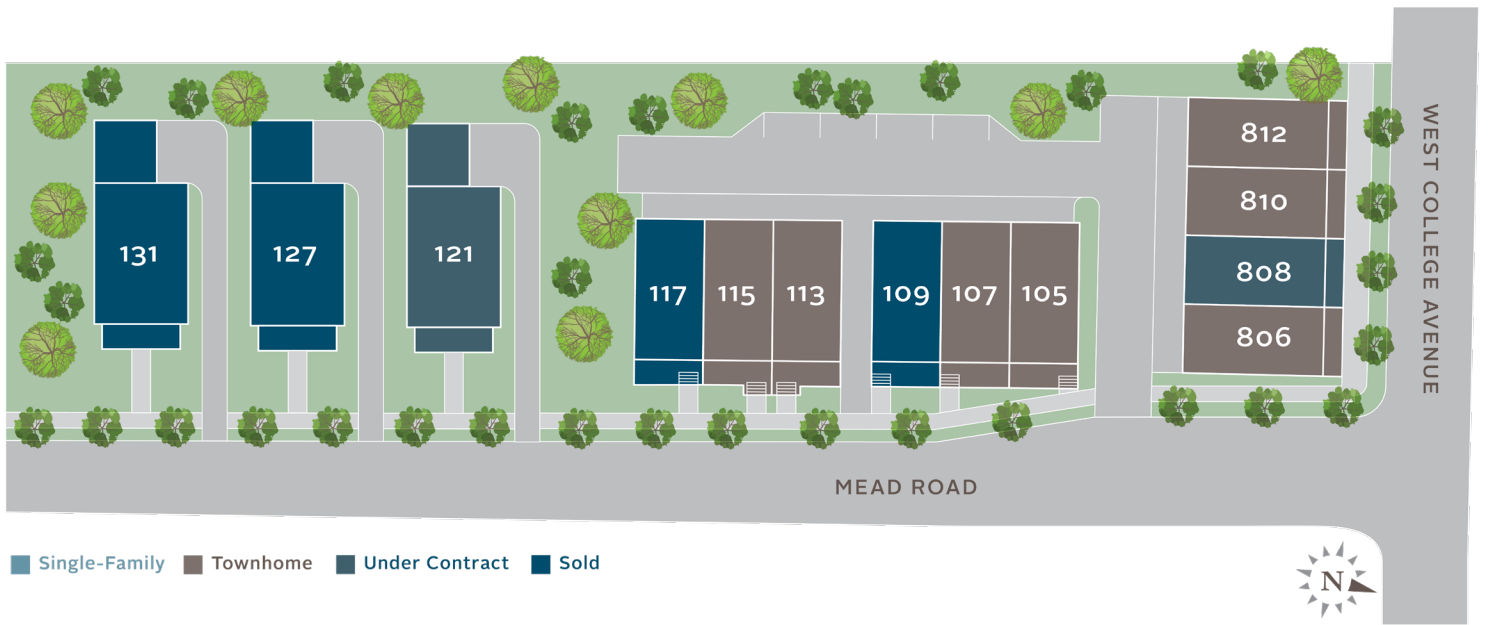 812
810
131
127
121
808
117
115
113
109
107
105
806
WEST COLLEGE AVENUE
MEAD ROAD
Single-Family
Townhome
Under Contract
Sold
N